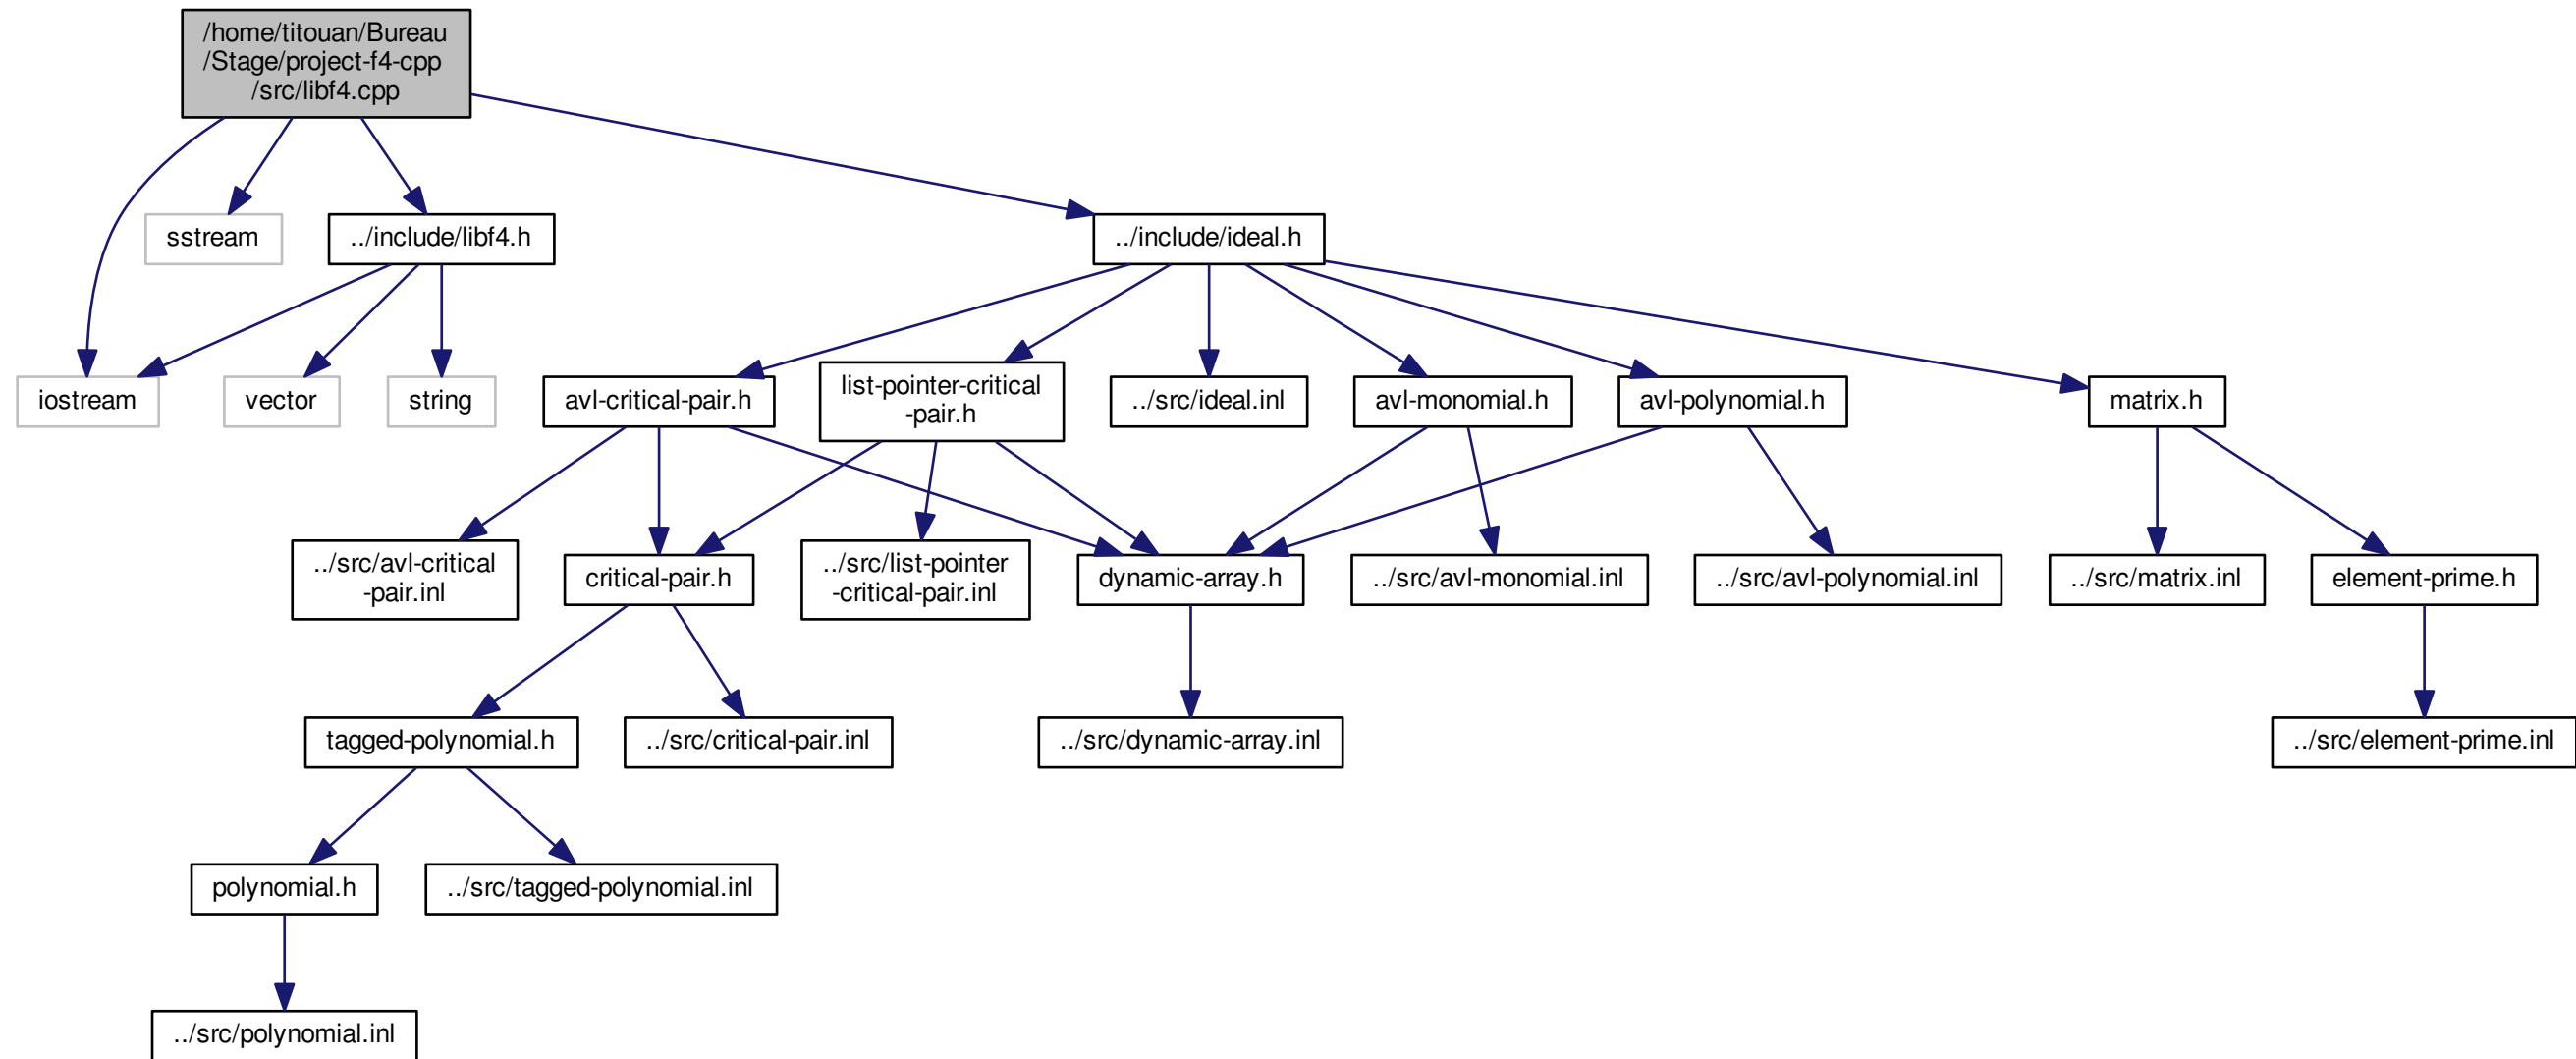 /home/titouan/Bureau
/Stage/project-f4-cpp
/src/libf4.cpp
sstream
../include/libf4.h
../include/ideal.h
iostream
vector
string
avl-critical-pair.h
list-pointer-critical
-pair.h
../src/ideal.inl
avl-monomial.h
avl-polynomial.h
matrix.h
../src/avl-critical
-pair.inl
critical-pair.h
../src/list-pointer
-critical-pair.inl
dynamic-array.h
../src/avl-monomial.inl
../src/avl-polynomial.inl
../src/matrix.inl
element-prime.h
tagged-polynomial.h
../src/critical-pair.inl
../src/dynamic-array.inl
../src/element-prime.inl
polynomial.h
../src/tagged-polynomial.inl
../src/polynomial.inl